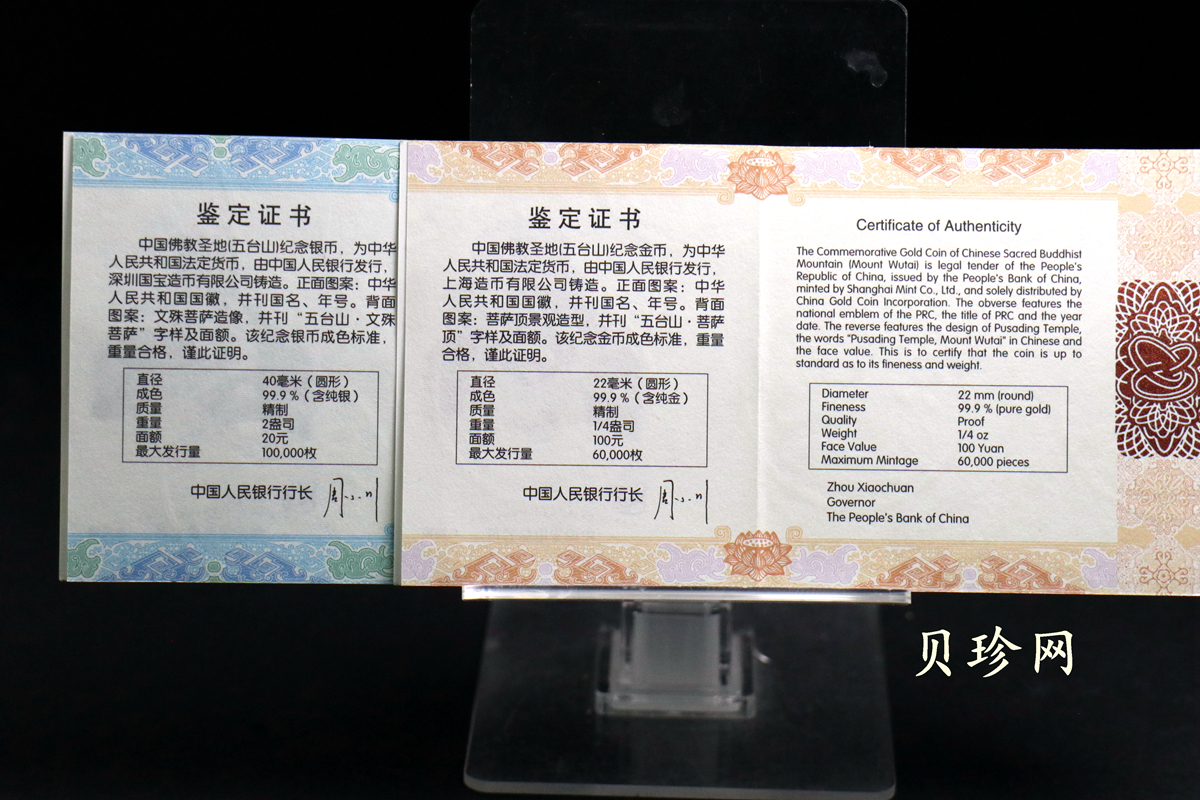 鉴定证书
中国佛教圣地(五台山)纪念银币，为中华
人民共和国法定货币，由中国人民银行发行，
深圳国宝造币有限公司铸造。正面图案：中华
人民共和国国徽，并刊国名、年号。背面
图案：文殊菩萨造像，并刊“五台山·文殊
菩萨”字样及面额。该纪念银币成色标准，
重量合格，谨此证明。
直径 40毫米（圆形）
成色 99.9％（含纯银）
质量 精制
重量 2盎司
面额 20元
最大发行量 100,000枚
中国人民银行行长 周小川
鉴定证书
中国佛教圣地(五台山)纪念金币，为中华
人民共和国法定货币，由中国人民银行发行，
上海造币有限公司铸造。正面图案：中华
人民共和国国徽，并刊国名、年号。背面
图案：菩萨顶景观造型，并刊“五台山·菩萨
顶”字样及面额。该纪念金币成色标准，重量
合格，谨此证明。
直径 22毫米（圆形）
成色 99.9％（含纯金）
质量 精制
重量 1/4盎司
面额 100元
最大发行量 60,000枚
中国人民银行行长 周小川
Certificate of Authenticity
The Commemorative Gold Coin of Chinese Sacred Buddhist
Mountain (Mount Wutai) is legal tender of the People's
Republic of China, issued by the People's Bank of China,
minted by Shanghai Mint Co., Ltd., and solely distributed by
China Gold Coin Incorporation. The obverse features the
national emblem of the PRC, the title of PRC and the year
date. The reverse features the design of Pusading Temple,
the words "Pusading Temple, Mount Wutai" in Chinese and
the face value. This is to certify that the coin is up to
standard as to its fineness and weight.
Diameter 22 mm (round)
Fineness 99.9 % (pure gold)
Quality Proof
Weight 1/4 oz
Face Value 100 Yuan
Maximum Mintage 60,000 pieces
Zhou Xiaochuan
Governor
The People's Bank of China
贝珍网